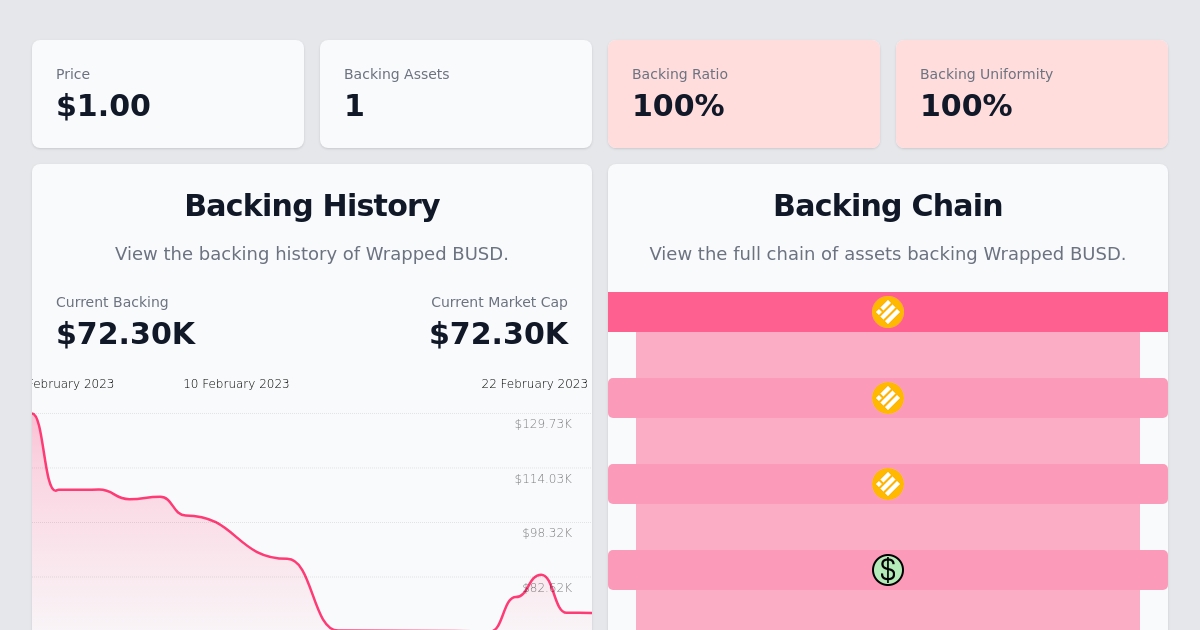 Price
$1.00
Backing Assets
1
Backing Ratio
100%
Backing Uniformity
100%
Backing History
View the backing history of Wrapped BUSD.
Current Backing
$72.30K
Current Market Cap
$72.30K
February 2023
10 February 2023
22 February 2023
$129.73K
$114.03K
$98.32K
$82.62K
Backing Chain
View the full chain of assets backing Wrapped BUSD.
$